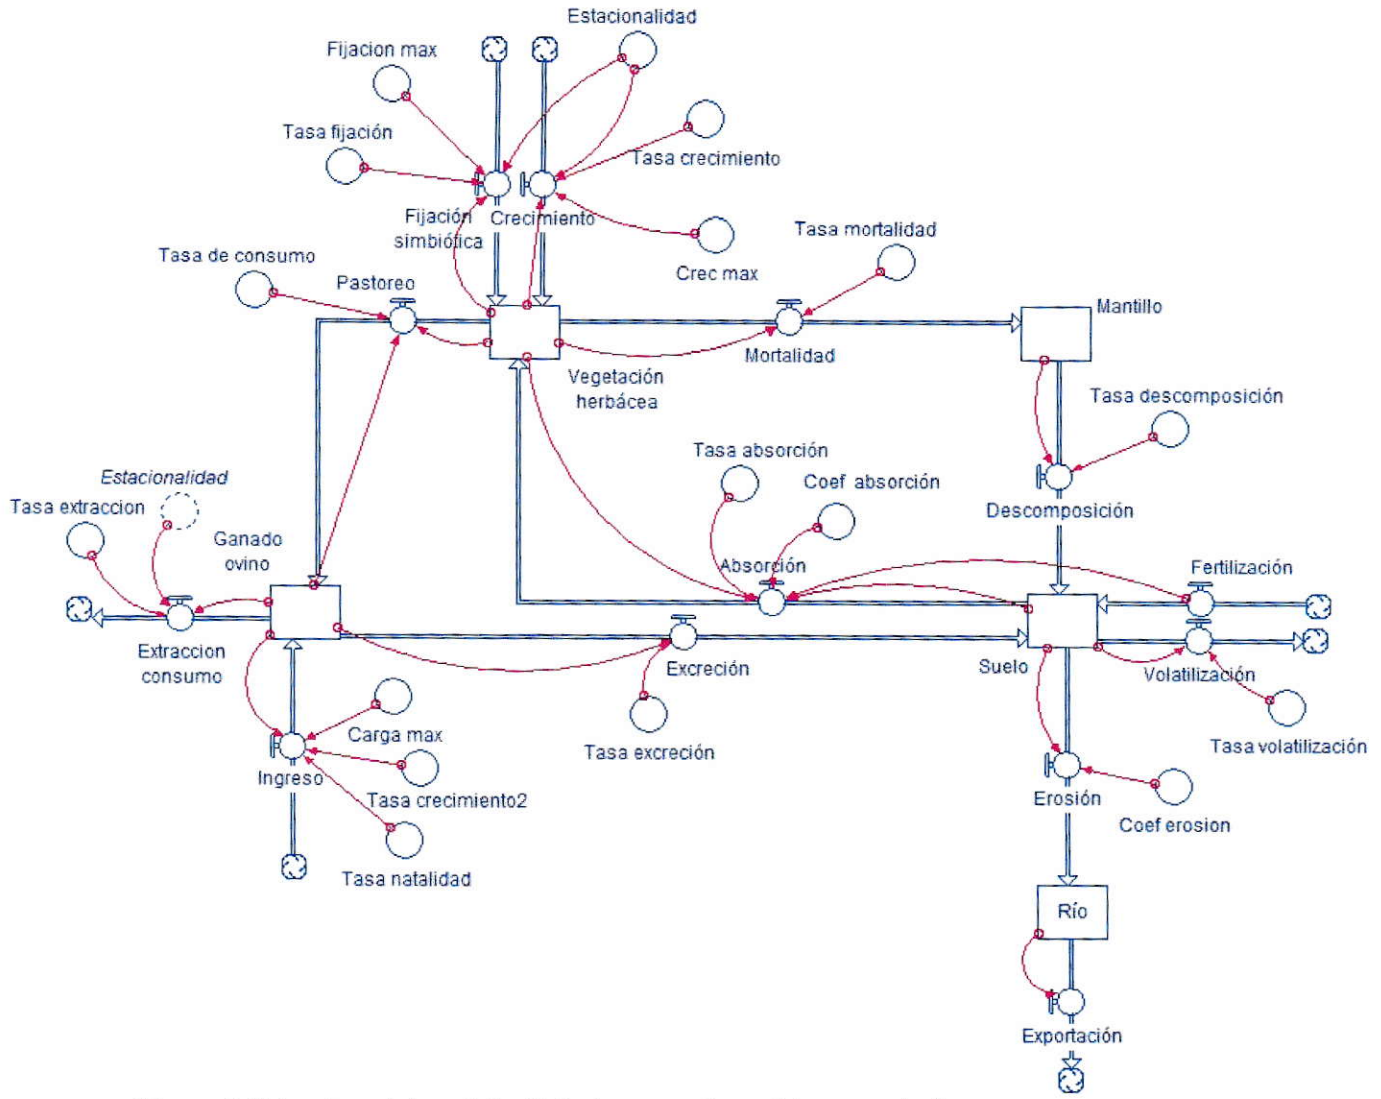 Estacionalidad
Fijacion max
Tasa fijación
Tasa crecimiento
Fijación
simbiótica
Crecimiento
Tasa mortalidad
Tasa de consumo
Crec max
Pastoreo
Mantillo
Mortalidad
Vegetación
herbácea
Tasa descomposición
Tasa absorción
Coef absorción
Estacionalidad
Tasa extraccion
Descomposición
Ganado
ovino
Absorción
Fertilización
Extraccion
consumo
Excreción
Suelo
Volatilización
Carga max
Tasa excreción
Tasa volatilización
Ingreso
Tasa crecimiento2
Erosión
Coef erosion
Tasa natalidad
Río
Exportación